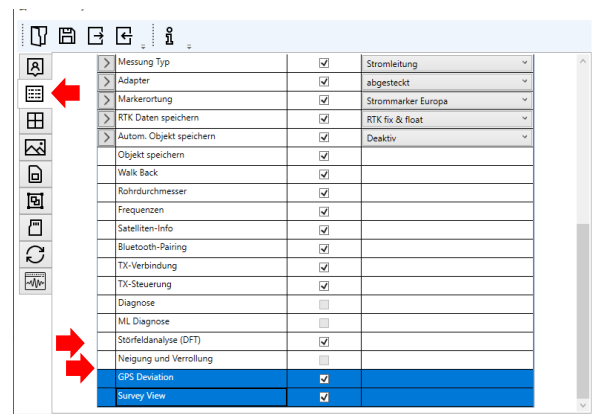 Messung Typ Stromleitung
Adapter abgesteckt
Markerortung Strommarker Europa
RTK Daten speichern RTK fix & float
Autom. Objekt speichern Deaktiv
Objekt speichern
Walk Back
Rohrdurchmesser
Frequenzen
Satelliten-Info
Bluetooth-Pairing
TX-Verbindung
TX-Steuerung
Diagnose
ML Diagnose
Störfeldanalyse (DFT)
Neigung und Verrollung
GPS Deviation
Survey View